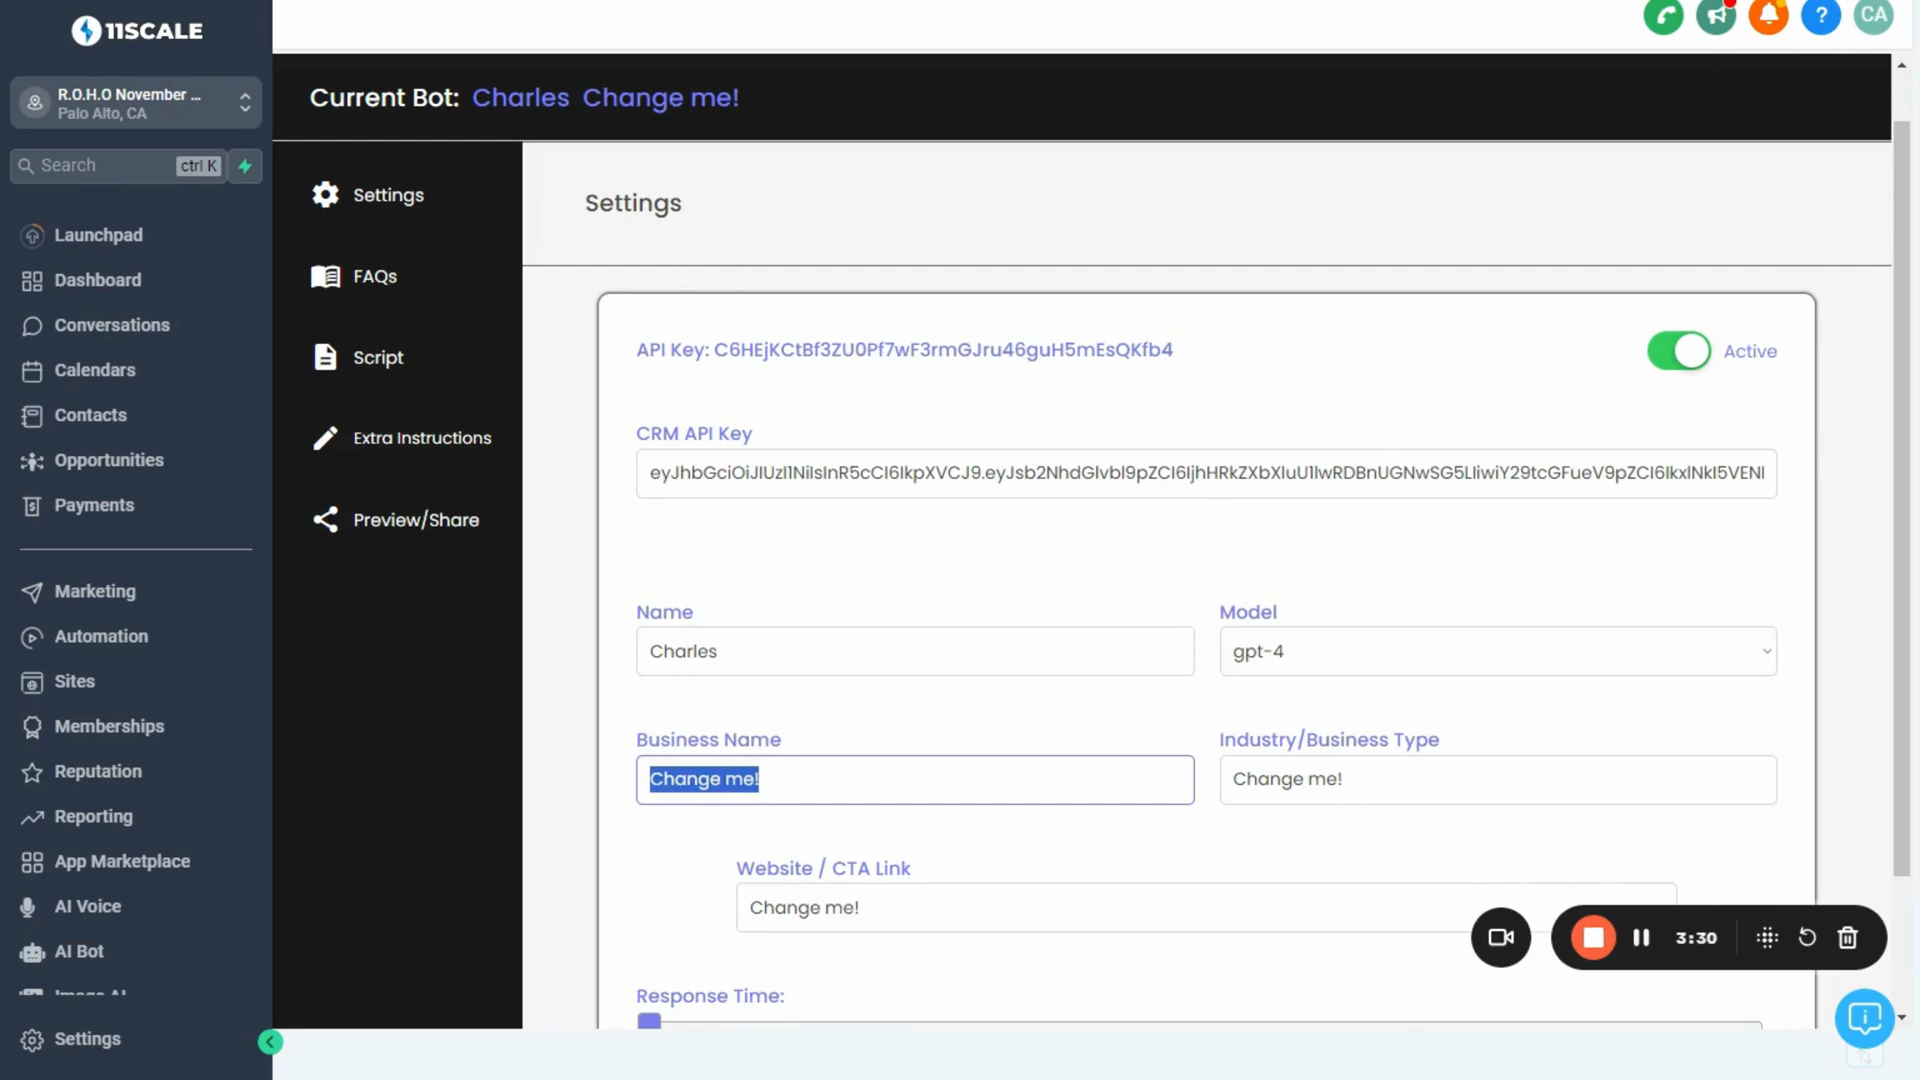 11SCALE
R.O.H.O November ...
Palo Alto, CA
Search
ctrl K
Launchpad
Dashboard
Conversations
Calendars
Contacts
Opportunities
Payments
Marketing
Automation
Sites
Memberships
Reputation
Reporting
App Marketplace
AI Voice
AI Bot
Image AI
Settings
?
CA
Current Bot: Charles Change me!
Settings
FAQs
Script
Extra Instructions
Preview/Share
Settings
API Key: C6HEjKCtBf3ZU0Pf7wF3rmGJru46guH5mEsQKfb4
Active
CRM API Key
Name
Charles
Model
gpt-4
Business Name
Change me!
Industry/Business Type
Change me!
Website / CTA Link
Change me!
Response Time:
3:30